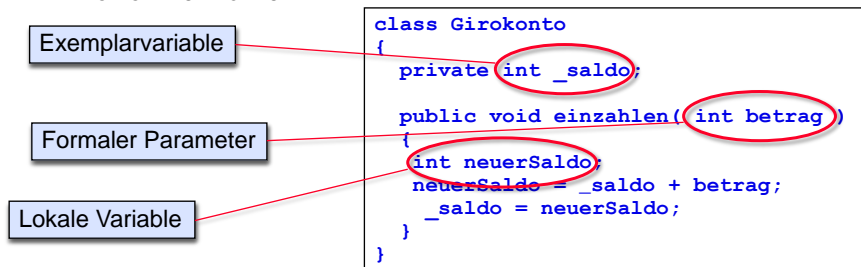 class Girokonto
Exemplarvariable
{
private int _saldo;
public void einzahlen( int betrag )
Formaler Parameter
{
int neuerSaldo;
neuerSaldo = _saldo + betrag;
Lokale Variable
_saldo = neuerSaldo;
}
}